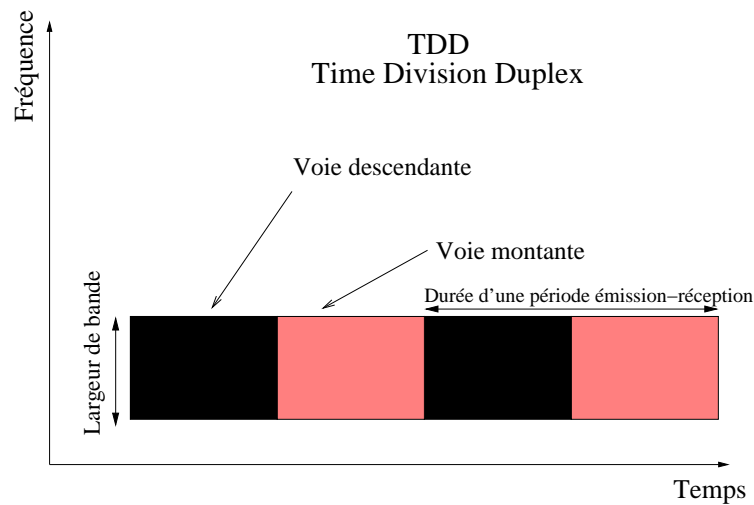 TDD
Time Division Duplex
Fréquence
Voie descendante
Voie montante
Durée d'une période émission−réception
Largeur de bande
Temps